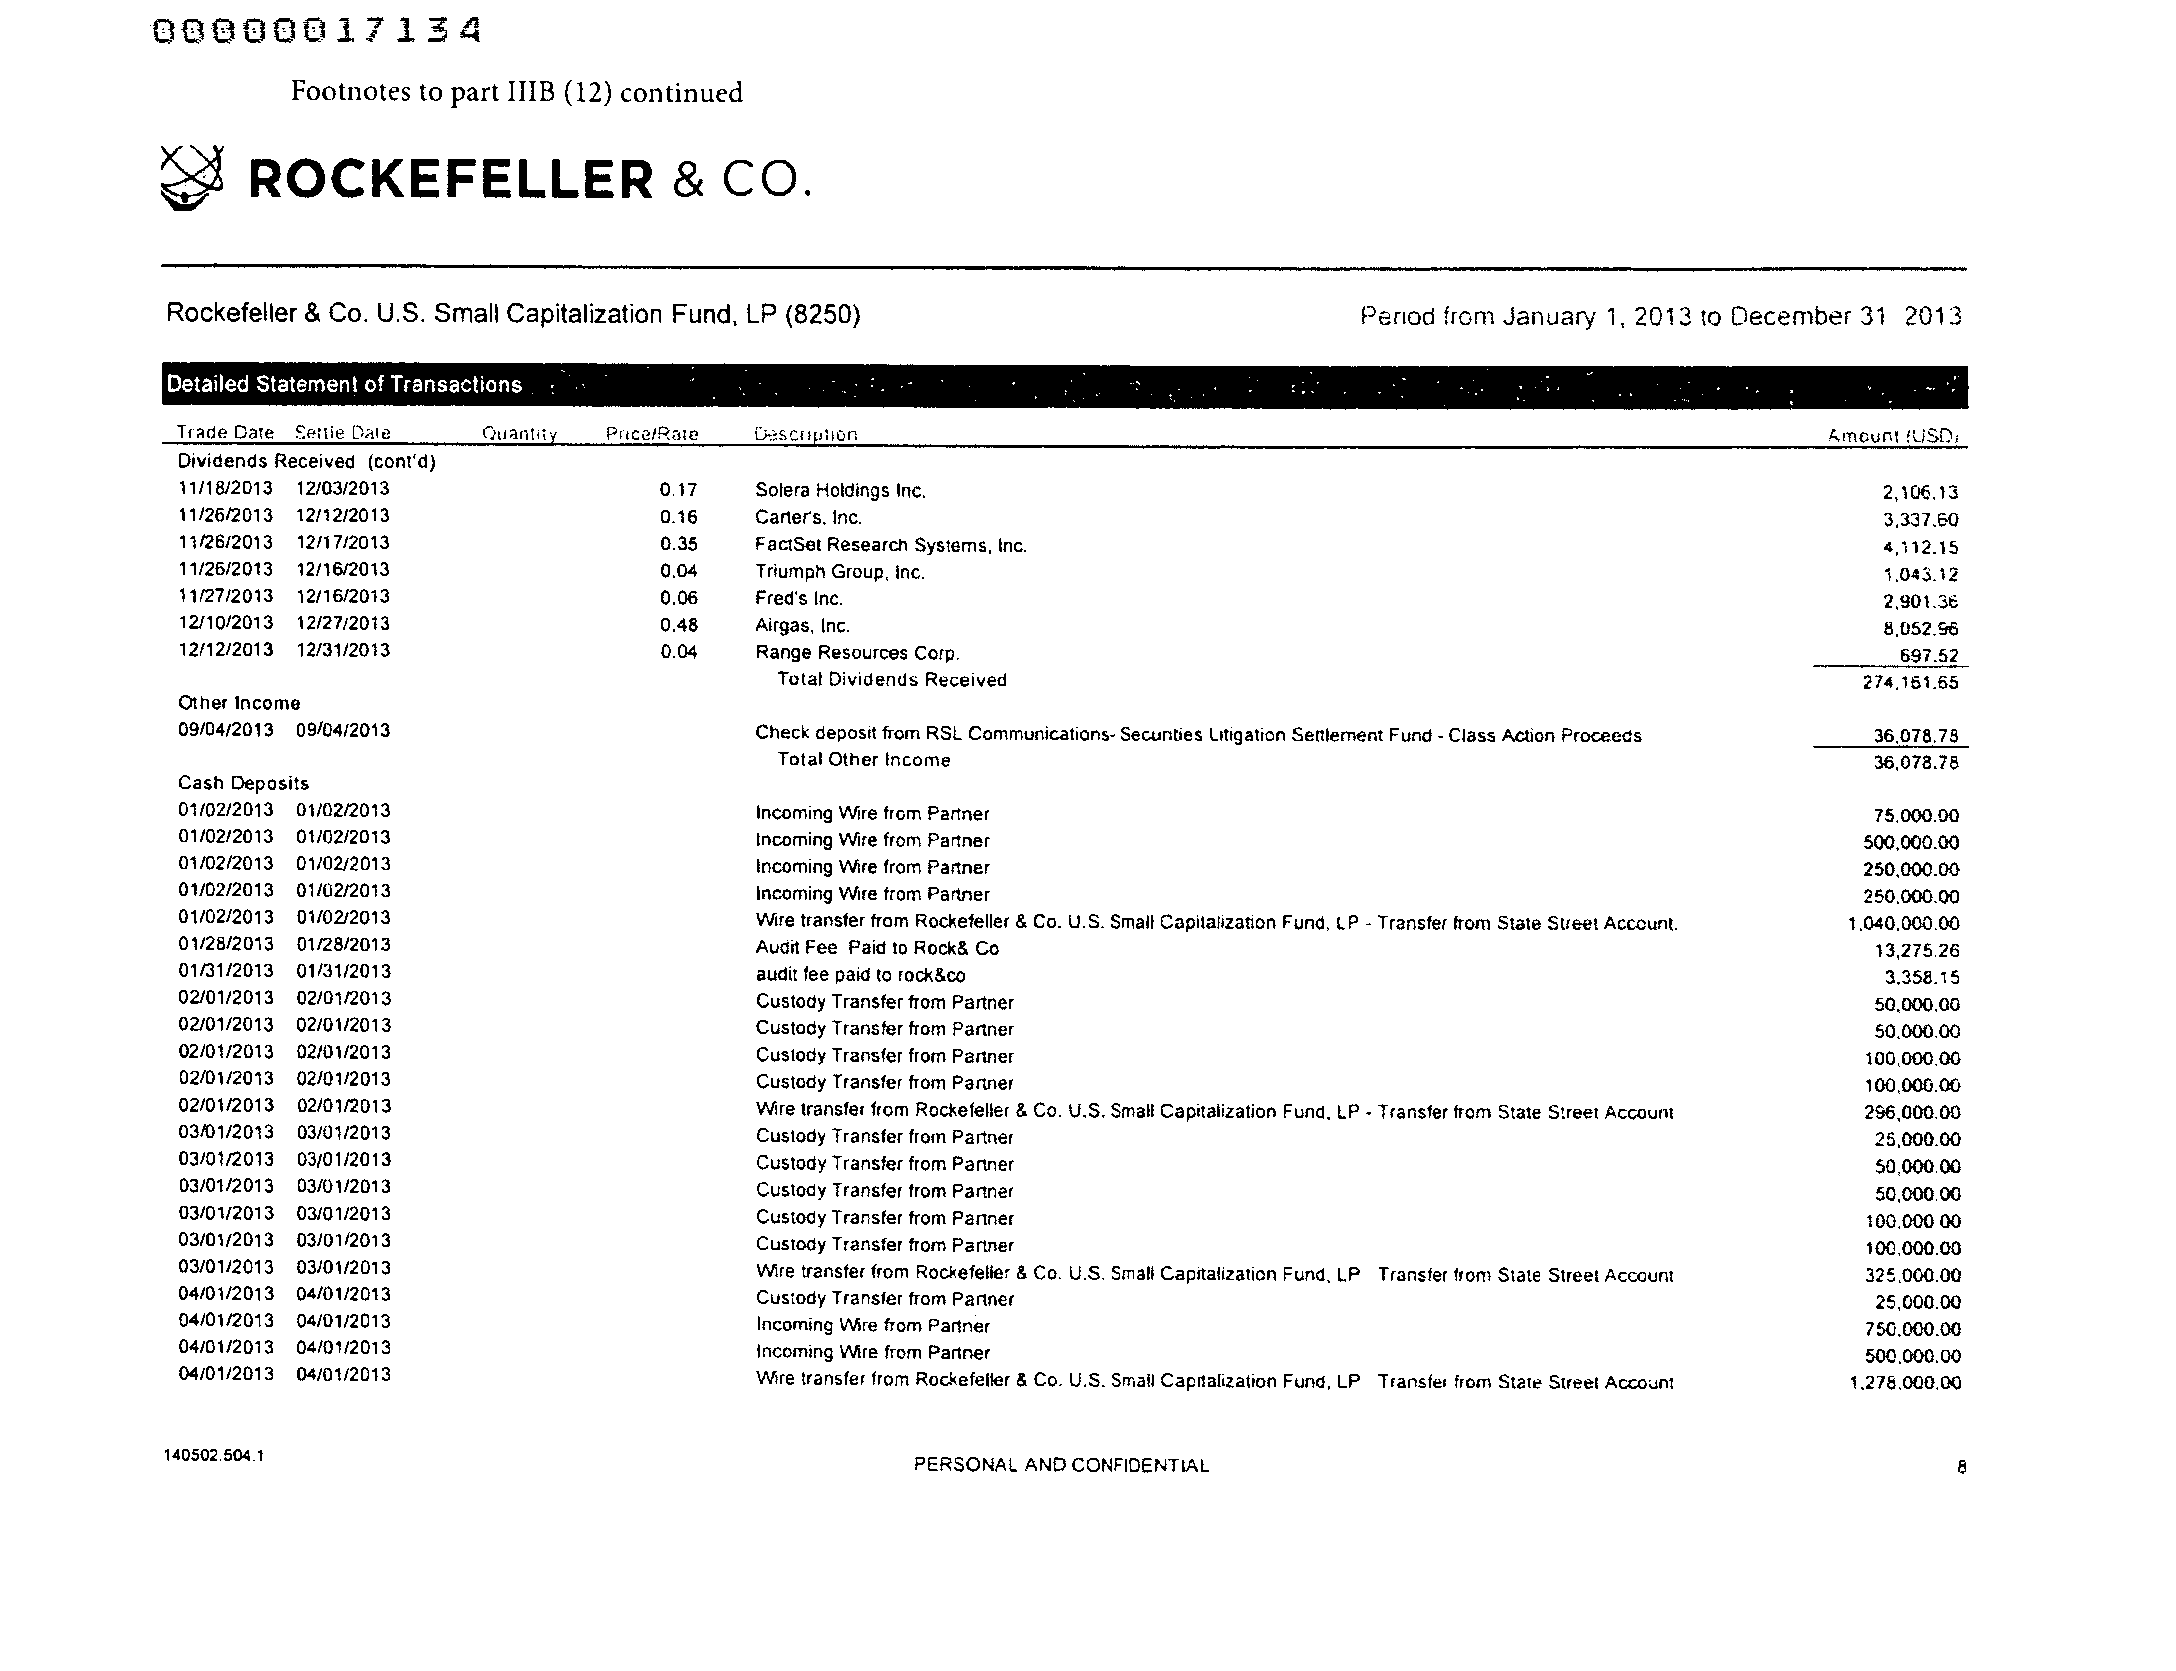 00000017134
Footnotes to part IIIB (12) continued
ROCKEFELLER & CO.
Rockefeller & Co. U.S. Small Capitalization Fund, LP (8250) Period from January 1, 2013 to December 31 2013
Detailed Statement of Transactions
Trade Date Settle Date Quantity Price/Rate Description Amount (USD)
Dividends Received (cont'd)
11/18/2013 12/03/2013 0.17 Solera Holdings Inc. 2,106.13
11/26/2013 12/12/2013 0.16 Carter's, Inc. 3,337.60
11/26/2013 12/17/2013 0.35 FactSet Research Systems, Inc. 4,112.15
11/26/2013 12/16/2013 0.04 Triumph Group, Inc. 1,043.12
11/27/2013 12/16/2013 0.06 Fred's Inc. 2,901.36
12/10/2013 12/27/2013 0.48 Airgas, Inc. 8,052.96
12/12/2013 12/31/2013 0.04 Range Resources Corp. 697.52
Total Dividends Received 274,161.65
Other Income
09/04/2013 09/04/2013 Check deposit from RSL Communications- Securities Litigation Settlement Fund - Class Action Proceeds 36,078.78
Total Other Income 36,078.78
Cash Deposits
01/02/2013 01/02/2013 Incoming Wire from Partner 75,000.00
01/02/2013 01/02/2013 Incoming Wire from Partner 500,000.00
01/02/2013 01/02/2013 Incoming Wire from Partner 250,000.00
01/02/2013 01/02/2013 Incoming Wire from Partner 250,000.00
01/02/2013 01/02/2013 Wire transfer from Rockefeller & Co. U.S. Small Capitalization Fund, LP - Transfer from State Street Account. 1,040,000.00
01/28/2013 01/28/2013 Audit Fee Paid to Rock& Co 13,275.26
01/31/2013 01/31/2013 audit fee paid to rock&co 3,358.15
02/01/2013 02/01/2013 Custody Transfer from Partner 50,000.00
02/01/2013 02/01/2013 Custody Transfer from Partner 50,000.00
02/01/2013 02/01/2013 Custody Transfer from Partner 100,000.00
02/01/2013 02/01/2013 Custody Transfer from Partner 100,000.00
02/01/2013 02/01/2013 Wire transfer from Rockefeller & Co. U.S. Small Capitalization Fund, LP - Transfer from State Street Account 296,000.00
03/01/2013 03/01/2013 Custody Transfer from Partner 25,000.00
03/01/2013 03/01/2013 Custody Transfer from Partner 50,000.00
03/01/2013 03/01/2013 Custody Transfer from Partner 50,000.00
03/01/2013 03/01/2013 Custody Transfer from Partner 100,000 00
03/01/2013 03/01/2013 Custody Transfer from Partner 100,000.00
03/01/2013 03/01/2013 Wire transfer from Rockefeller & Co. U.S. Small Capitalization Fund, LP Transfer from State Street Account 325,000.00
04/01/2013 04/01/2013 Custody Transfer from Partner 25,000.00
04/01/2013 04/01/2013 Incoming Wire from Partner 750,000.00
04/01/2013 04/01/2013 Incoming Wire from Partner 500,000.00
04/01/2013 04/01/2013 Wire transfer from Rockefeller & Co. U.S. Small Capitalization Fund, LP Transfer from State Street Account 1,278,000.00
140502.504.1 PERSONAL AND CONFIDENTIAL 8